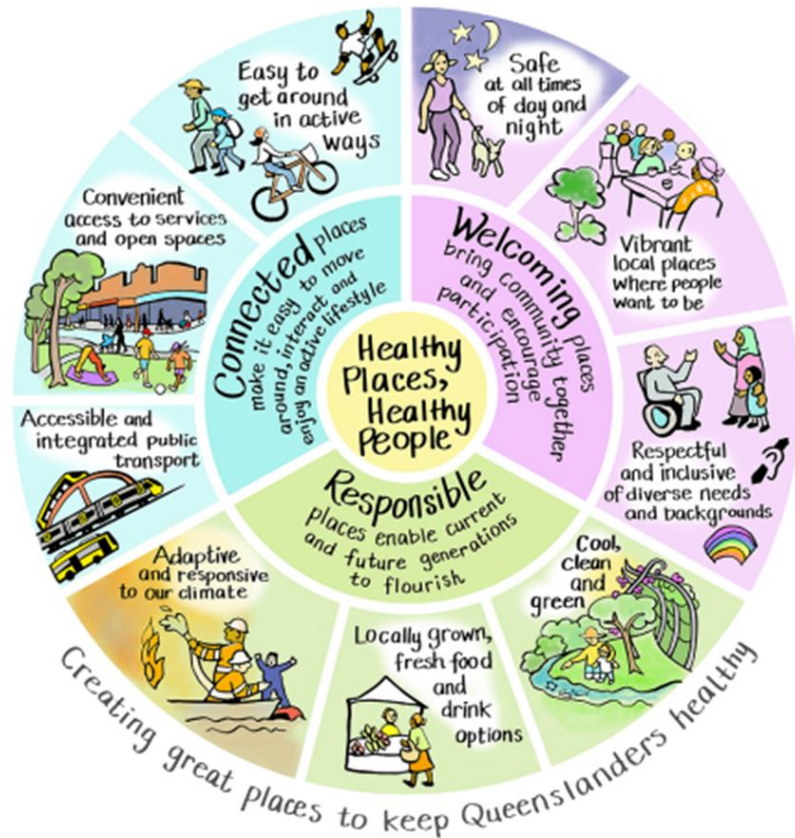 Healthy
Places,
Healthy
People
Connected places
make it easy to move
around, interact and
enjoy an active lifestyle
Easy to
get around
in active
ways
Convenient
access to services
and open spaces
Accessible and
integrated public
transport
Welcoming places
bring community together
and encourage
participation
Safe
at all times
of day and
night
Vibrant
local places
where people
want to be
Respectful
and inclusive
of diverse needs
and backgrounds
Responsible
places enable current
and future generations
to flourish
Cool,
clean
and
green
Locally grown,
fresh food
and
drink
options
Adaptive
and responsive
to our climate
Creating great places to keep Queenslanders healthy